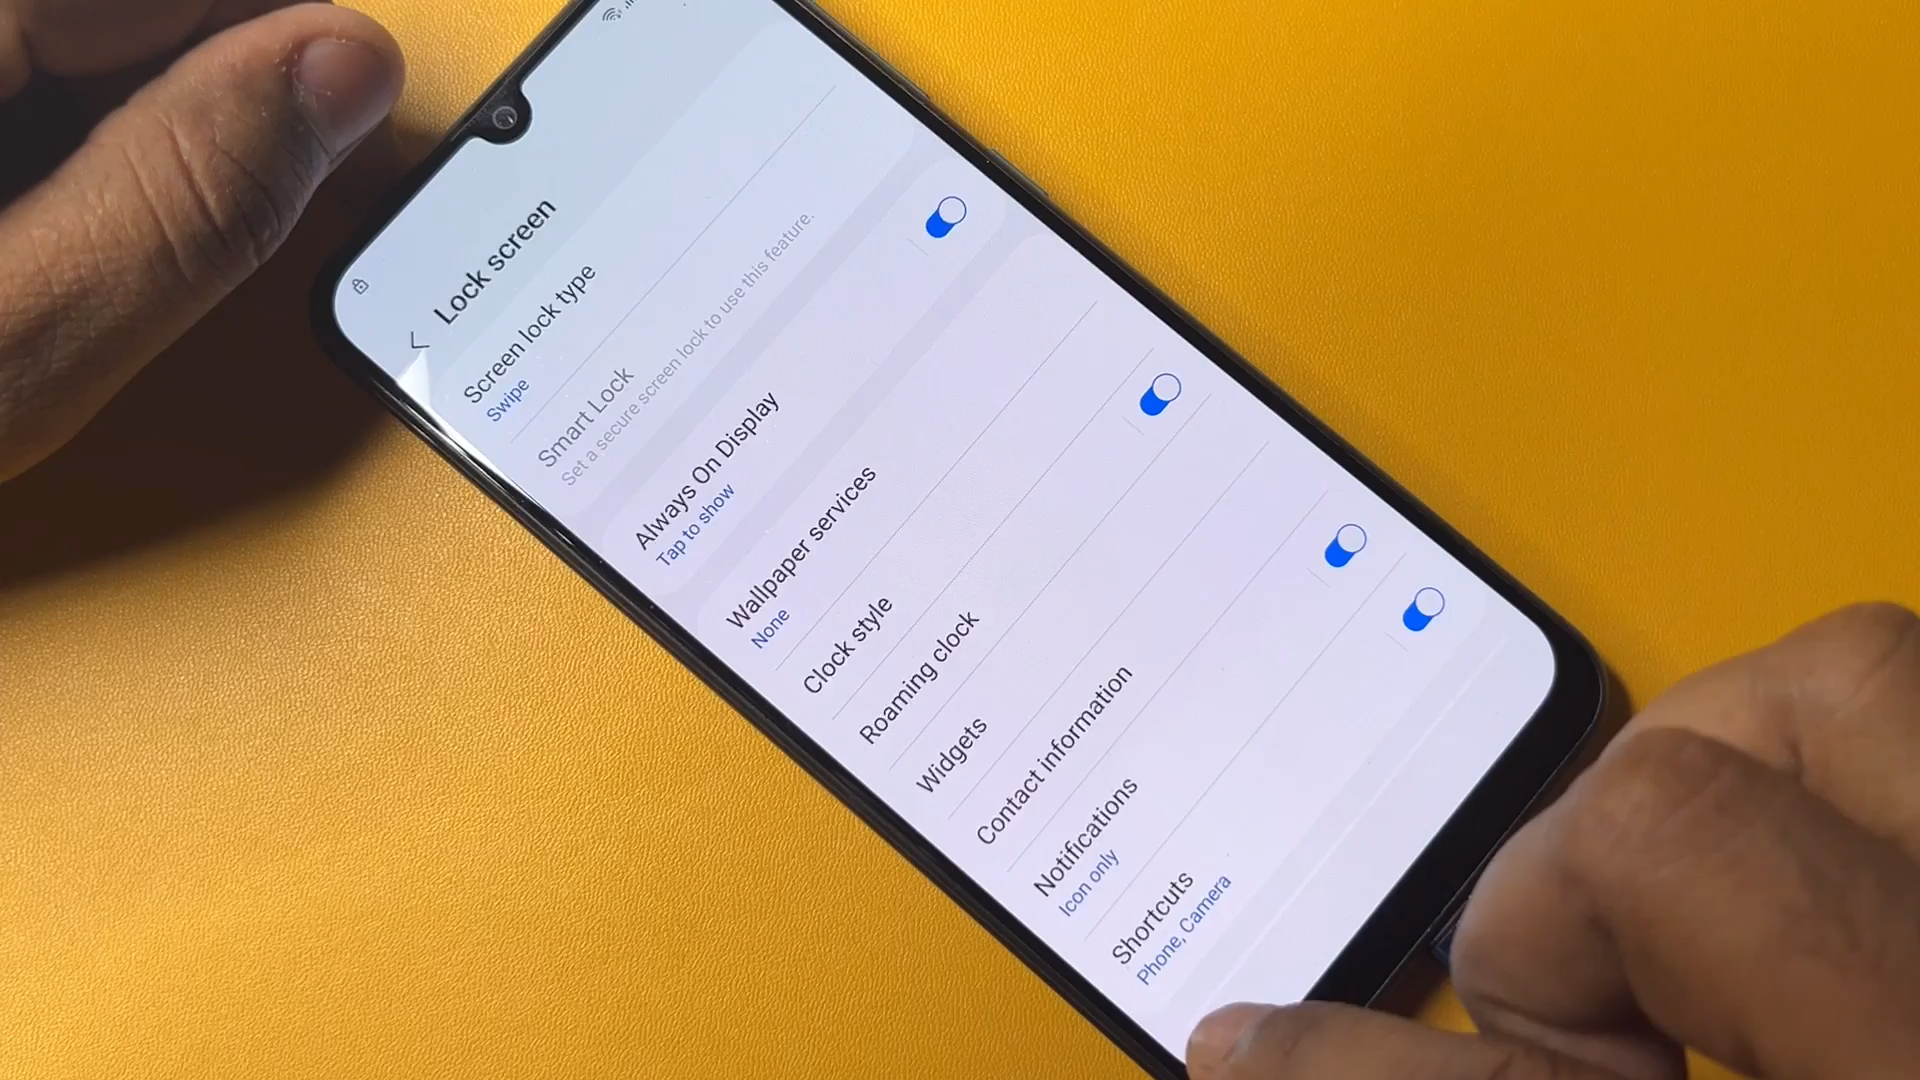 Lock screen
Screen lock type
Swipe
Smart Lock
Set a secure screen lock to use this feature.
Always On Display
Tap to show
Wallpaper services
None
Clock style
Roaming clock
Widgets
Contact information
Notifications
Icon only
Shortcuts
Phone, Camera